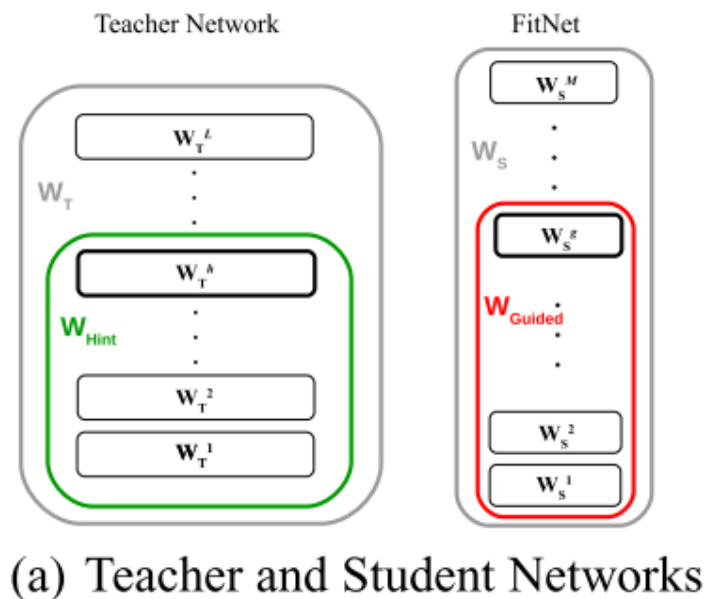 Teacher Network
W_T^L
W_T
W_T^h
W_Hint
W_T^2
W_T^1
FitNet
W_S^M
W_S
W_S^g
W_Guided
W_S^2
W_S^1
(a) Teacher and Student Networks